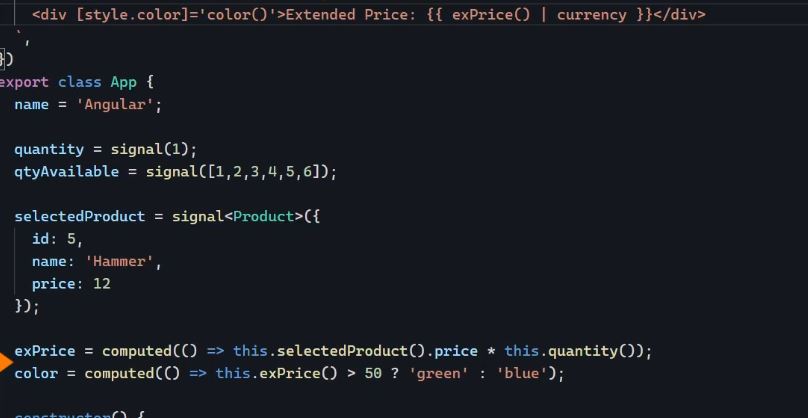 <div [style.color]='color()'>Extended Price: {{ exPrice() | currency }}</div>
`,
})
export class App {
name = 'Angular';
quantity = signal(1);
qtyAvailable = signal([1,2,3,4,5,6]);
selectedProduct = signal<Product>({
id: 5,
name: 'Hammer',
price: 12
});
exPrice = computed(() => this.selectedProduct().price * this.quantity());
color = computed(() => this.exPrice() > 50 ? 'green' : 'blue');
constructor() {